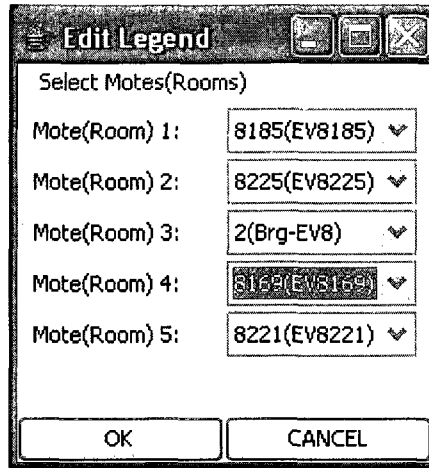 Edit Legend
Select Motes(Rooms)
Mote(Room) 1: 8185(EV8185)
Mote(Room) 2: 8225(EV8225)
Mote(Room) 3: 2(Brg-EV8)
Mote(Room) 4: 8169(EV8169)
Mote(Room) 5: 8221(EV8221)
OK CANCEL